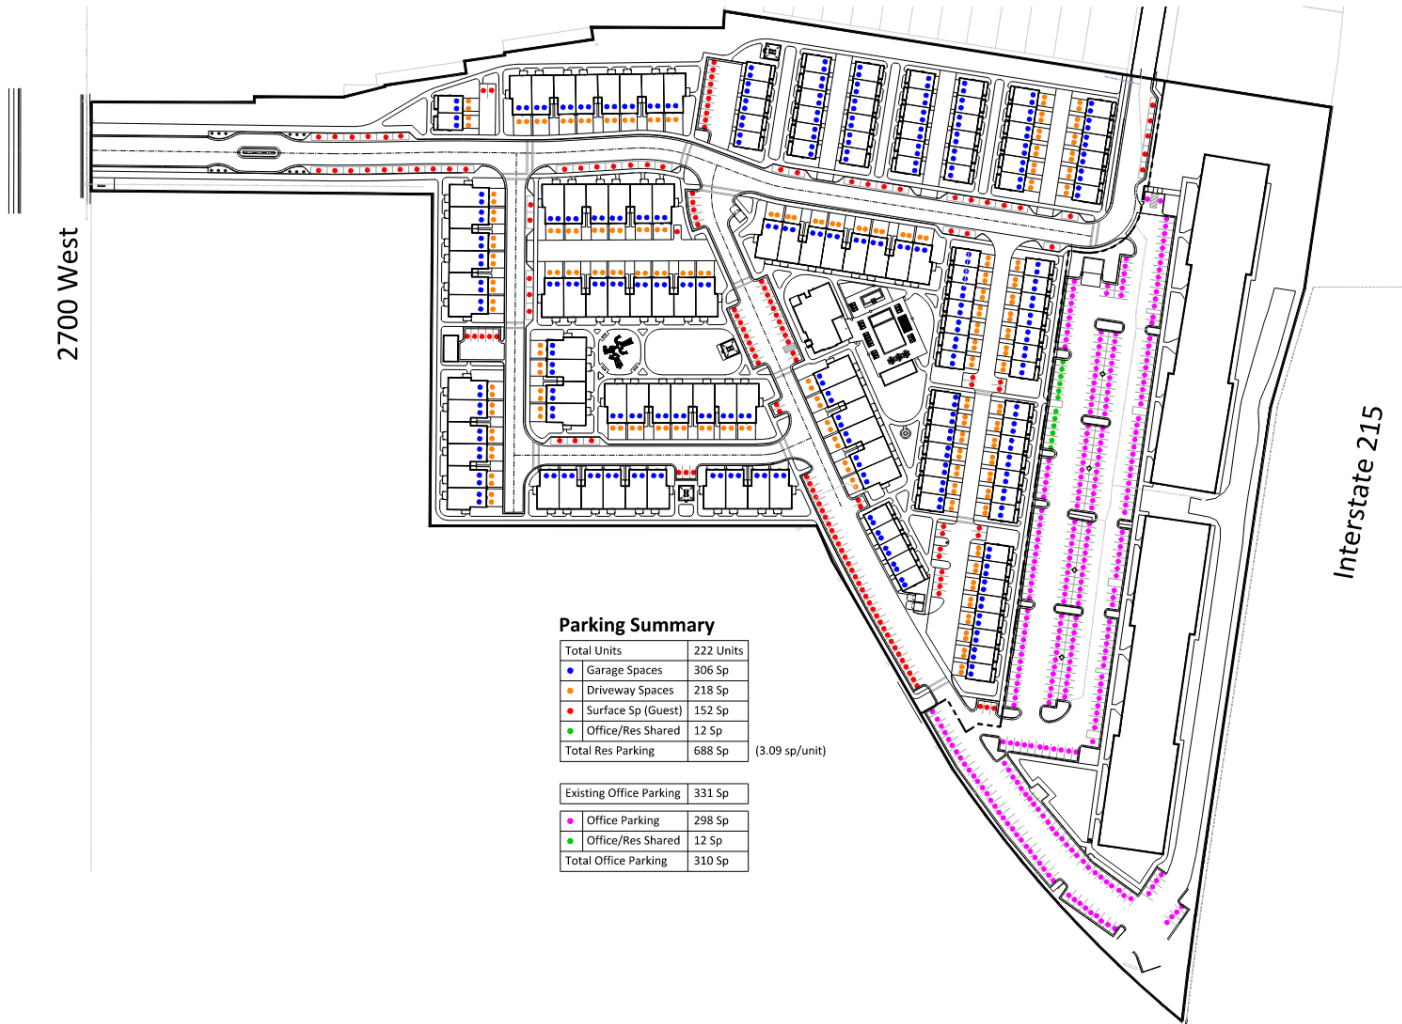 2700 West
Interstate 215
Parking Summary
Total Units 222 Units
Garage Spaces 306 Sp
Driveway Spaces 218 Sp
Surface Sp (Guest) 152 Sp
Office/Res Shared 12 Sp
Total Res Parking 688 Sp (3.09 sp/unit)
Existing Office Parking 331 Sp
Office Parking 298 Sp
Office/Res Shared 12 Sp
Total Office Parking 310 Sp